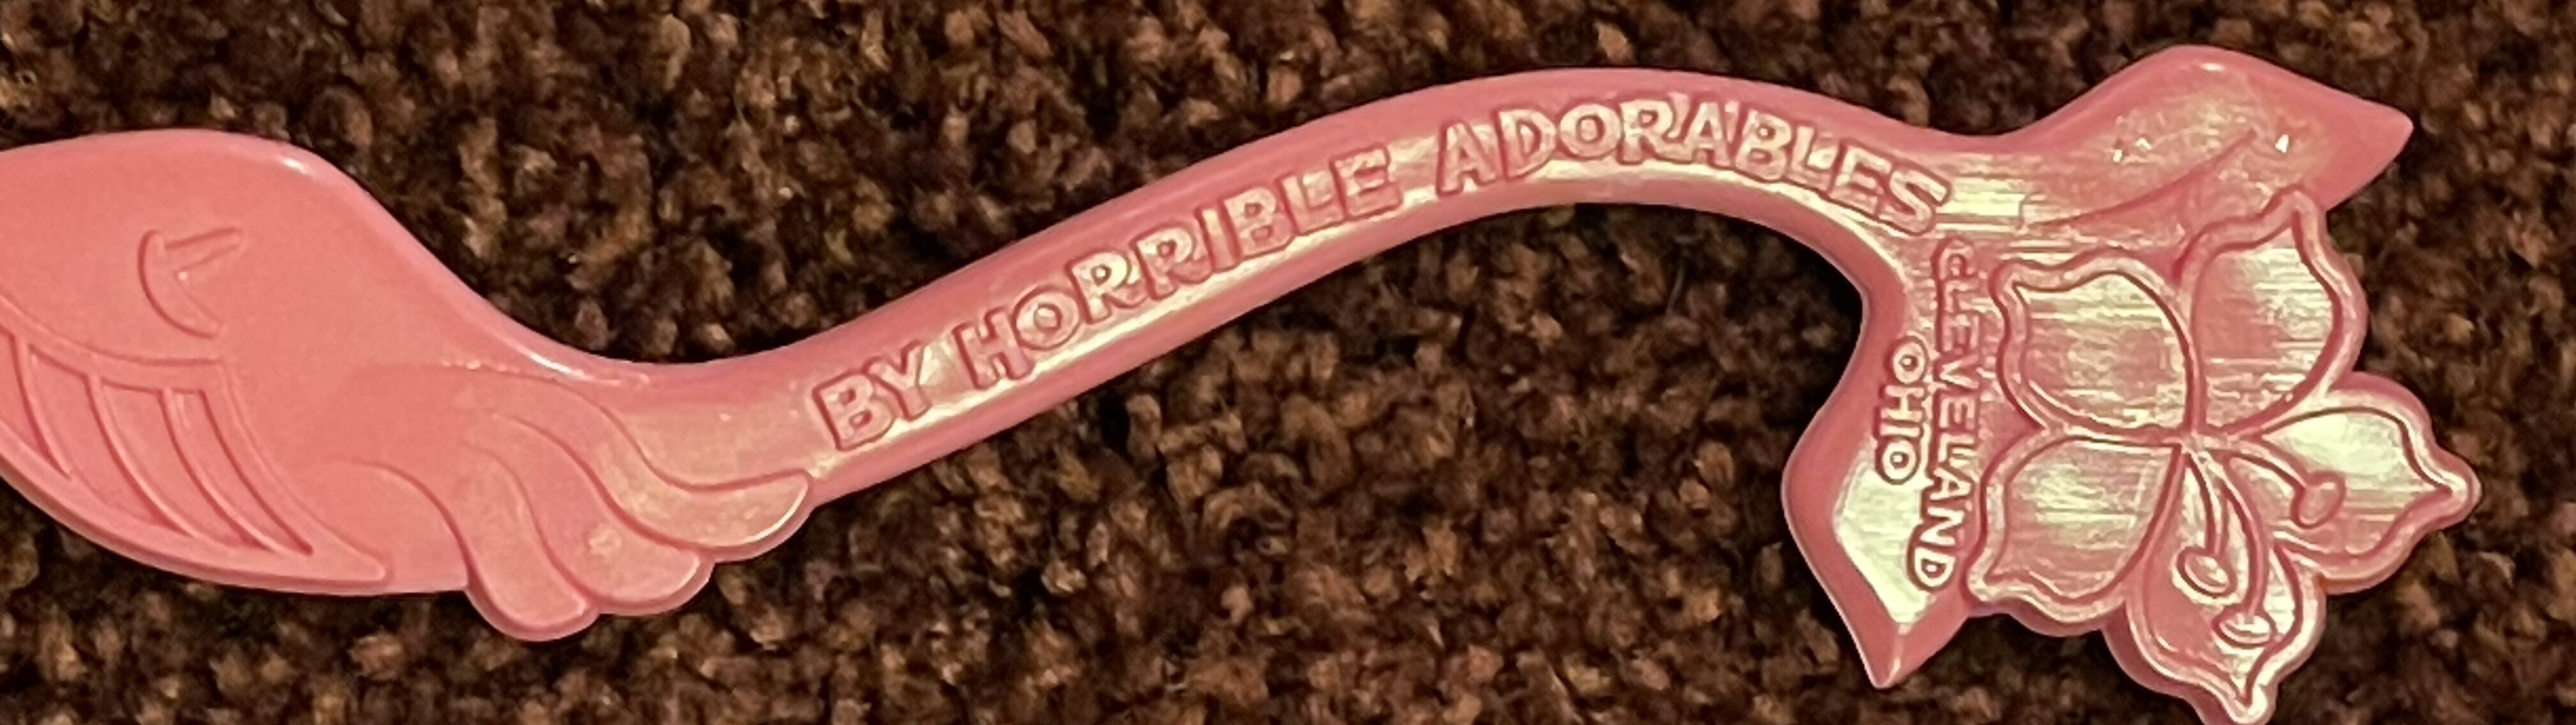 BY HORRIBLE ADORABLES
CLEVELAND
OHIO